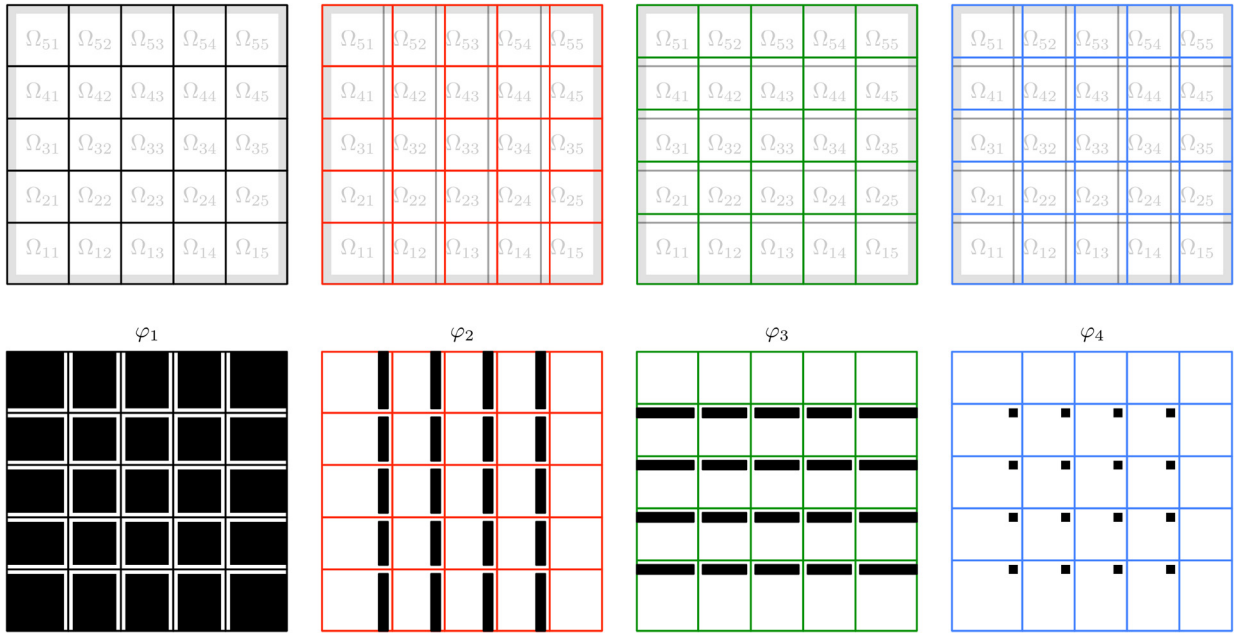 Ω₅₁ Ω₅₂ Ω₅₃ Ω₅₄ Ω₅₅ Ω₅₁ Ω₅₂ Ω₅₃ Ω₅₄ Ω₅₅ Ω₅₁ Ω₅₂ Ω₅₃ Ω₅₄ Ω₅₅ Ω₅₁ Ω₅₂ Ω₅₃ Ω₅₄ Ω₅₅
Ω₄₁ Ω₄₂ Ω₄₃ Ω₄₄ Ω₄₅ Ω₄₁ Ω₄₂ Ω₄₃ Ω₄₄ Ω₄₅ Ω₄₁ Ω₄₂ Ω₄₃ Ω₄₄ Ω₄₅ Ω₄₁ Ω₄₂ Ω₄₃ Ω₄₄ Ω₄₅
Ω₃₁ Ω₃₂ Ω₃₃ Ω₃₄ Ω₃₅ Ω₃₁ Ω₃₂ Ω₃₃ Ω₃₄ Ω₃₅ Ω₃₁ Ω₃₂ Ω₃₃ Ω₃₄ Ω₃₅ Ω₃₁ Ω₃₂ Ω₃₃ Ω₃₄ Ω₃₅
Ω₂₁ Ω₂₂ Ω₂₃ Ω₂₄ Ω₂₅ Ω₂₁ Ω₂₂ Ω₂₃ Ω₂₄ Ω₂₅ Ω₂₁ Ω₂₂ Ω₂₃ Ω₂₄ Ω₂₅ Ω₂₁ Ω₂₂ Ω₂₃ Ω₂₄ Ω₂₅
Ω₁₁ Ω₁₂ Ω₁₃ Ω₁₄ Ω₁₅ Ω₁₁ Ω₁₂ Ω₁₃ Ω₁₄ Ω₁₅ Ω₁₁ Ω₁₂ Ω₁₃ Ω₁₄ Ω₁₅ Ω₁₁ Ω₁₂ Ω₁₃ Ω₁₄ Ω₁₅
φ₁ φ₂ φ₃ φ₄